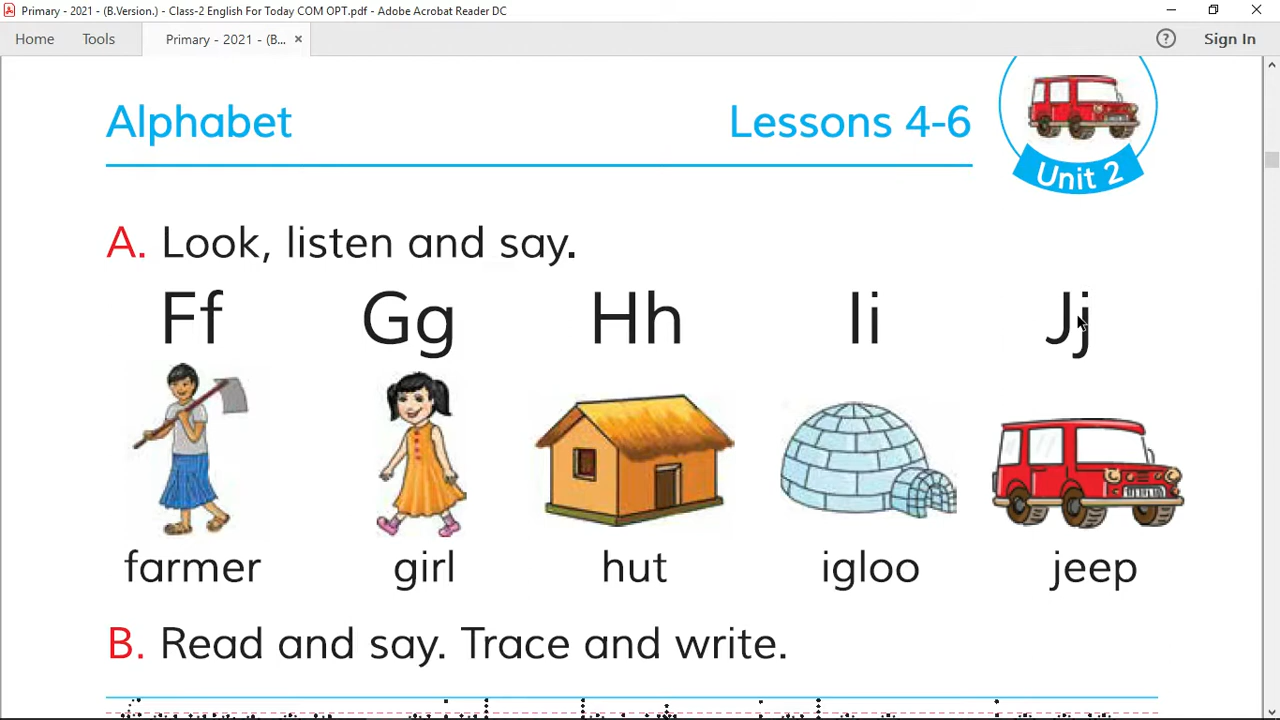 Primary - 2021 - (B.Version.) - Class-2 English For Today COM OPT.pdf - Adobe Acrobat Reader DC
Home Tools Primary - 2021 - (B... × ? Sign In
Alphabet Lessons 4-6
Unit 2
A. Look, listen and say.
Ff Gg Hh Ii Jj
farmer girl hut igloo jeep
B. Read and say. Trace and write.